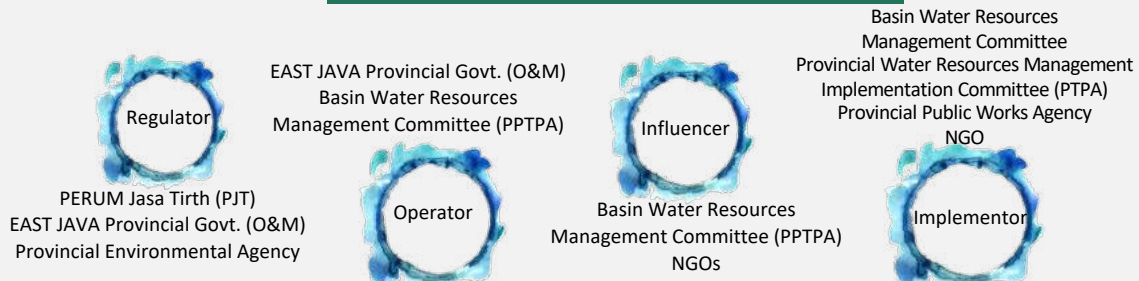 Regulator
PERUM Jasa Tirth (PJT)
EAST JAVA Provincial Govt. (O&M)
Provincial Environmental Agency
EAST JAVA Provincial Govt. (O&M)
Basin Water Resources
Management Committee (PPTPA)
Operator
Influencer
Basin Water Resources
Management Committee (PPTPA)
NGOs
Basin Water Resources
Management Committee
Provincial Water Resources Management
Implementation Committee (PTPA)
Provincial Public Works Agency
NGO
Implementor